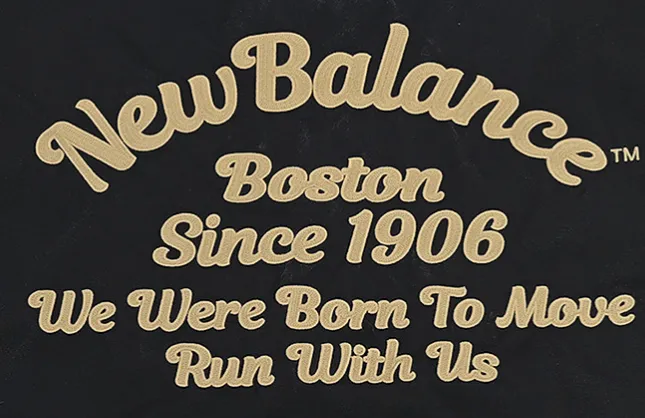 New Balance™
Boston
Since 1906
We Were Born To Move
Run With Us